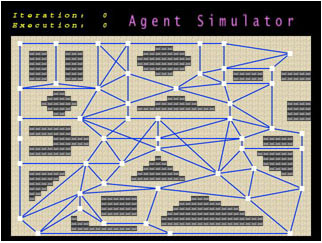 Iteration: 0
Execution: 0
Agent Simulator